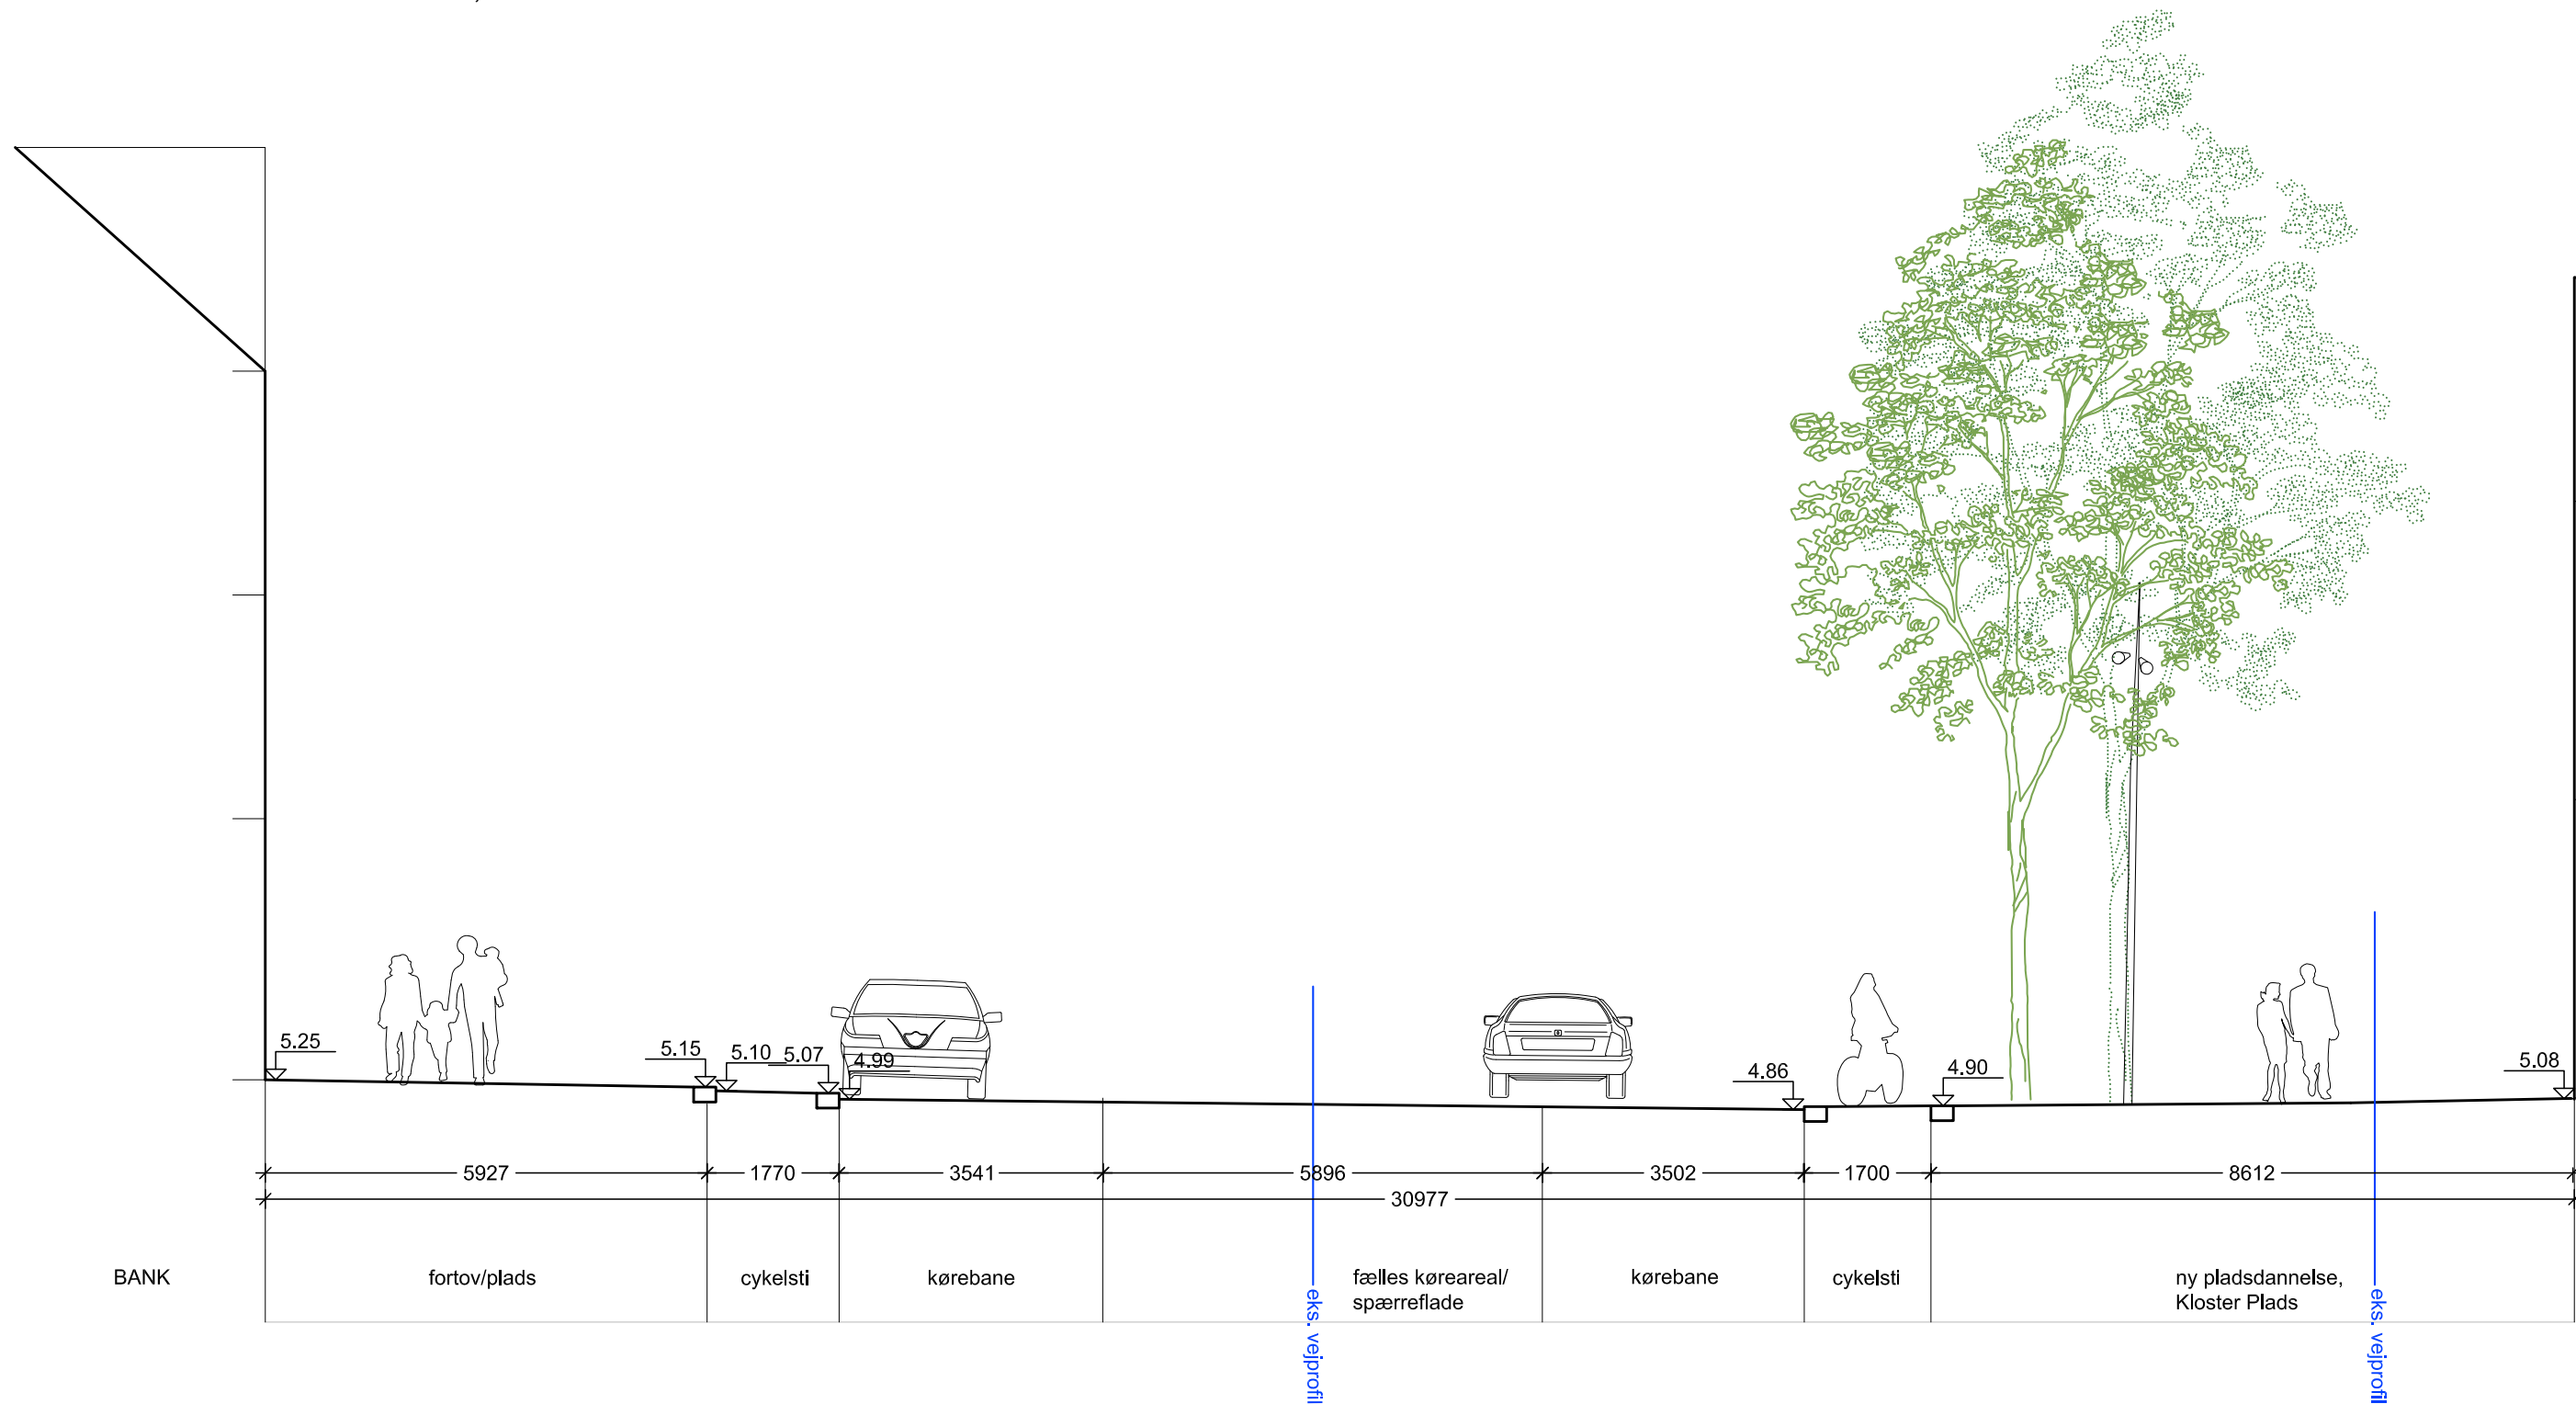 5.25
5.15
5.10
5.07
4.99
4.86
4.90
5.08
5927
1770
3541
5896
3502
1700
8612
30977
BANK
fortov/plads
cykelsti
kørebane
fælles køreareal/
spærreflade
kørebane
cykelsti
ny pladsdannelse,
Kloster Plads
eks. vejprofil
eks. vejprofil